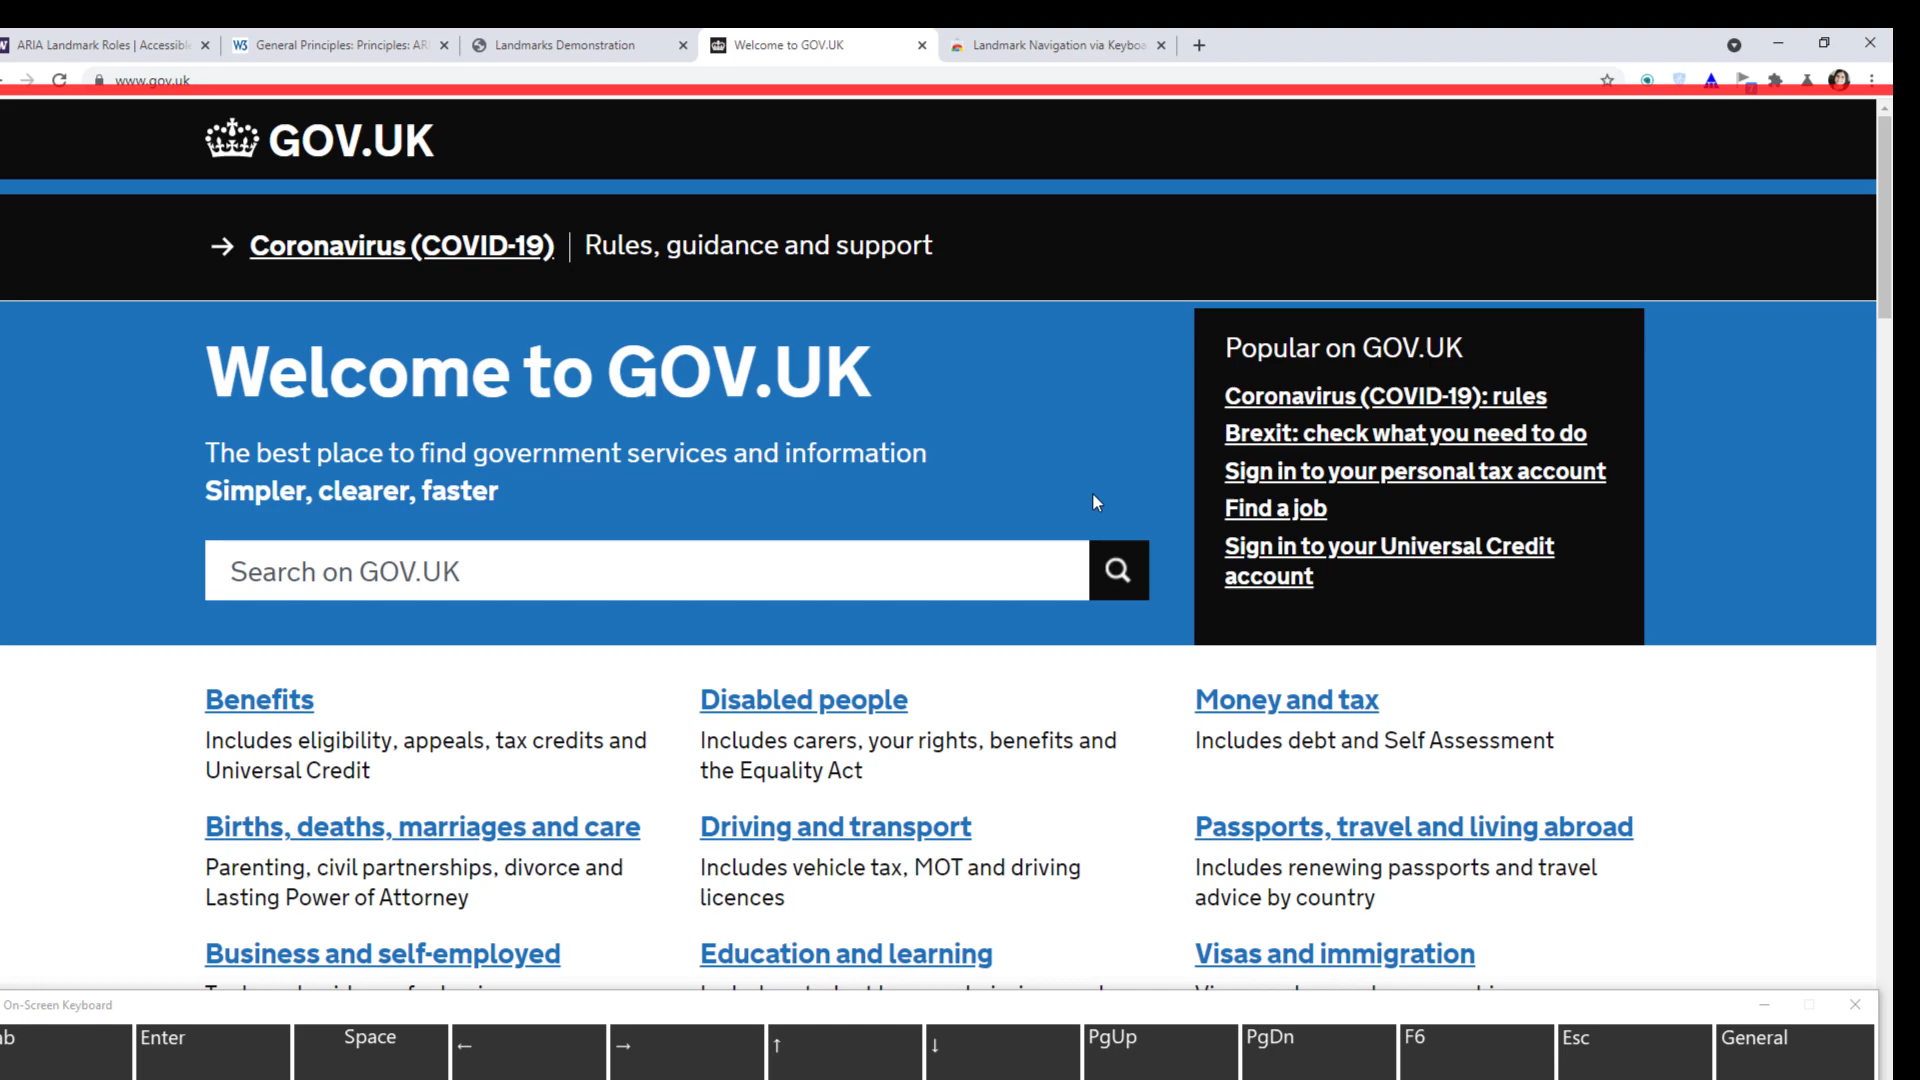 ARIA Landmark Roles | Accessible
General Principles: Principles: ARI
Landmarks Demonstration
Welcome to GOV.UK
Landmark Navigation via Keyboa
www.gov.uk
GOV.UK
→ Coronavirus (COVID-19) | Rules, guidance and support
Welcome to GOV.UK
The best place to find government services and information
Simpler, clearer, faster
Search on GOV.UK
Popular on GOV.UK
Coronavirus (COVID-19): rules
Brexit: check what you need to do
Sign in to your personal tax account
Find a job
Sign in to your Universal Credit
account
Benefits
Includes eligibility, appeals, tax credits and
Universal Credit
Disabled people
Includes carers, your rights, benefits and
the Equality Act
Money and tax
Includes debt and Self Assessment
Births, deaths, marriages and care
Parenting, civil partnerships, divorce and
Lasting Power of Attorney
Driving and transport
Includes vehicle tax, MOT and driving
licences
Passports, travel and living abroad
Includes renewing passports and travel
advice by country
Business and self-employed
Education and learning
Visas and immigration
On-Screen Keyboard
ab
Enter
Space
←
→
↑
↓
PgUp
PgDn
F6
Esc
General